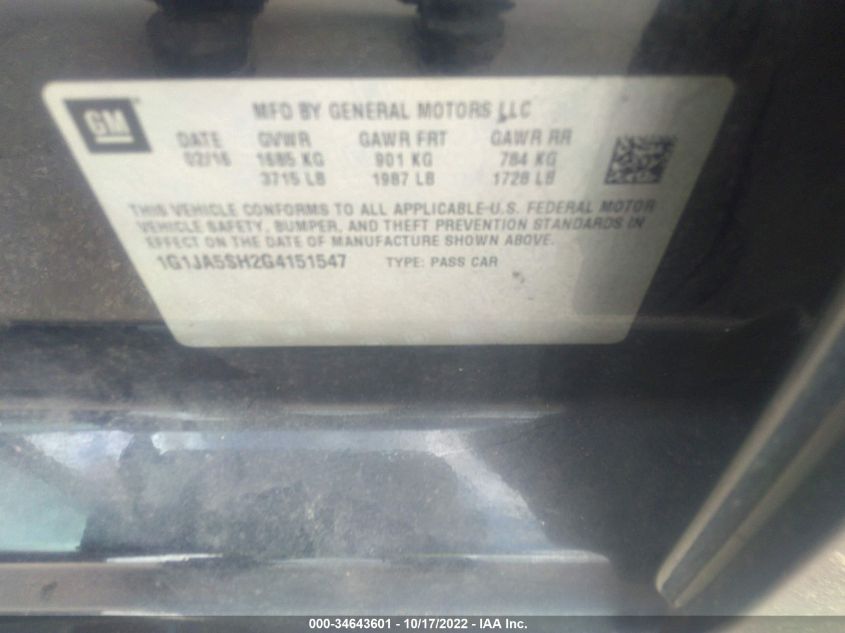 GM
MFD BY GENERAL MOTORS LLC
DATE GVWR GAWR FRT GAWR RR
02/16 1685 KG 901 KG 784 KG
3715 LB 1987 LB 1728 LB
THIS VEHICLE CONFORMS TO ALL APPLICABLE U.S. FEDERAL MOTOR
VEHICLE SAFETY, BUMPER, AND THEFT PREVENTION STANDARDS IN
EFFECT ON THE DATE OF MANUFACTURE SHOWN ABOVE.
1G1JA5SH2G4151547 TYPE: PASS CAR
000-34643601 - 10/17/2022 - IAA Inc.